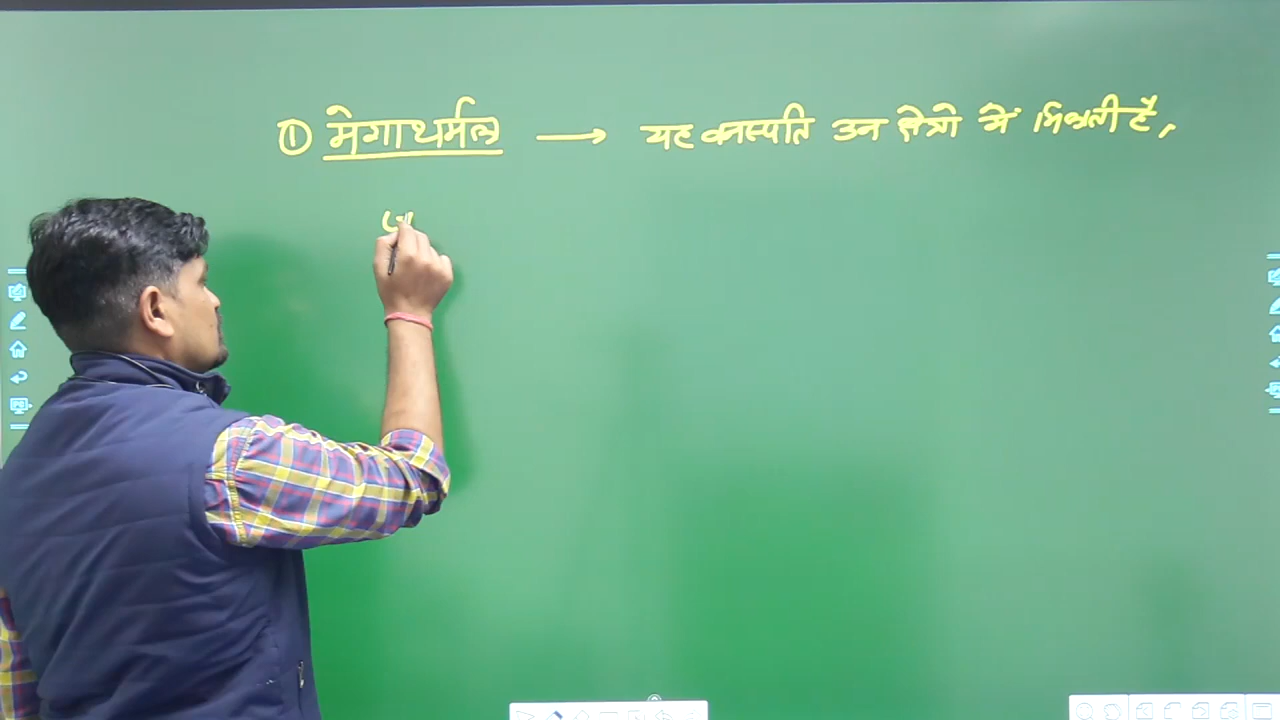 ① मेगाथर्मल → यह वनस्पति उन क्षेत्रो में मिलती है,